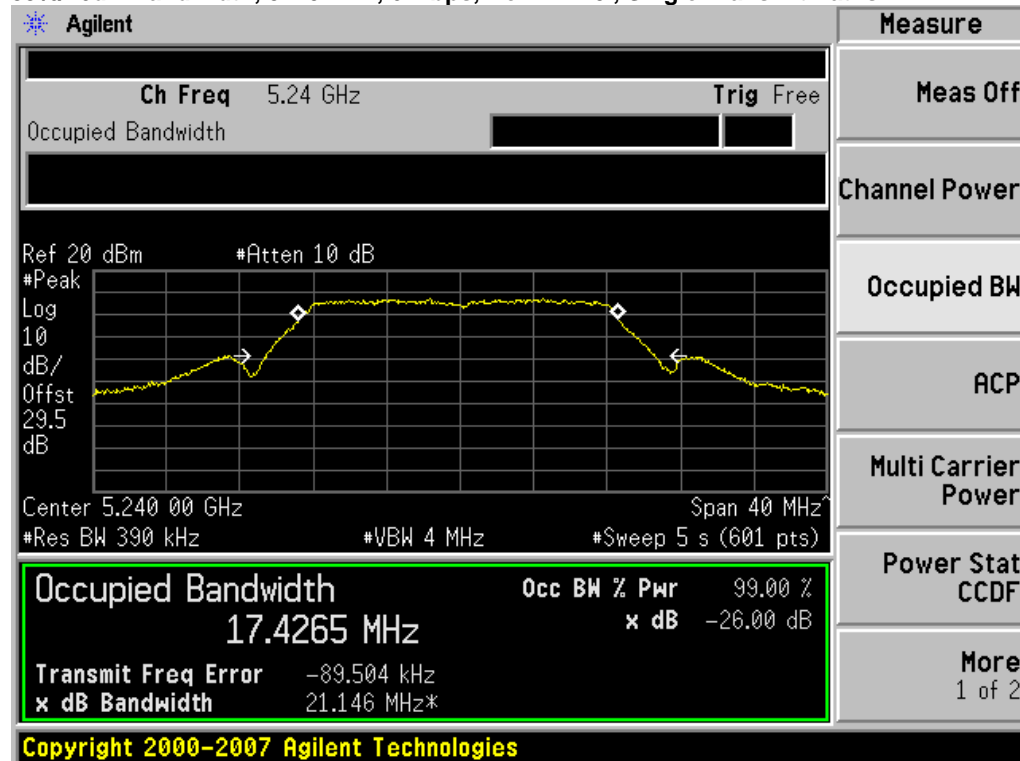 Agilent
Measure
Ch Freq 5.24 GHz Trig Free
Occupied Bandwidth
Meas Off
Channel Power
Occupied BW
ACP
Multi Carrier
Power
Power Stat
CCDF
More
1 of 2
Ref 20 dBm #Atten 10 dB
#Peak
Log
10
dB/
Offst
29.5
dB
Center 5.240 00 GHz Span 40 MHz^
#Res BW 390 kHz #VBW 4 MHz #Sweep 5 s (601 pts)
Occupied Bandwidth Occ BW % Pwr 99.00 %
17.4265 MHz x dB -26.00 dB
Transmit Freq Error -89.504 kHz
x dB Bandwidth 21.146 MHz*
Copyright 2000-2007 Agilent Technologies